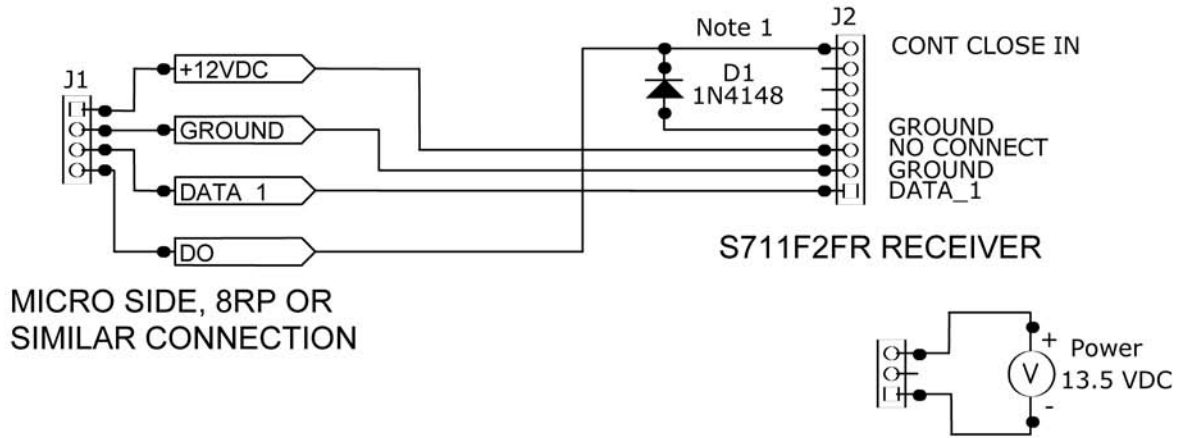 J1
+12VDC
GROUND
DATA_1
DO
MICRO SIDE, 8RP OR
SIMILAR CONNECTION
Note 1
D1
1N4148
J2
CONT CLOSE IN
GROUND
NO CONNECT
GROUND
DATA_1
S711F2FR RECEIVER
V
+
-
Power
13.5 VDC